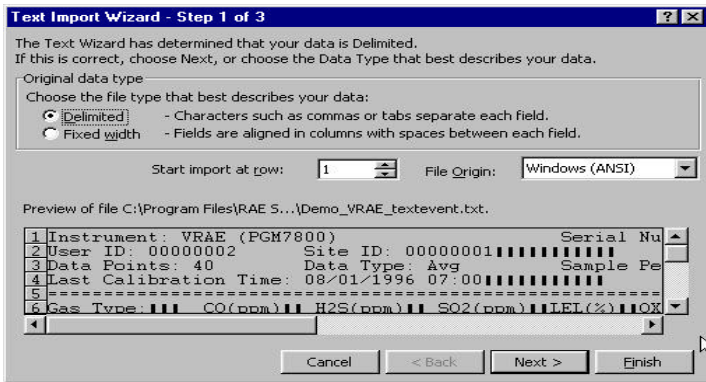 Text Import Wizard - Step 1 of 3
The Text Wizard has determined that your data is Delimited.
If this is correct, choose Next, or choose the Data Type that best describes your data.
Original data type
Choose the file type that best describes your data:
Delimited - Characters such as commas or tabs separate each field.
Fixed width - Fields are aligned in columns with spaces between each field.
Start import at row: 1 File Origin: Windows (ANSI)
Preview of file C:\Program Files\RAE S...\Demo_VRAE_textevent.txt.
1 Instrument: VRAE (PGM7800) Serial Nu
2 User ID: 00000002 Site ID: 00000001
3 Data Points: 40 Data Type: Avg Sample Pe
4 Last Calibration Time: 08/01/1996 07:00
5 ================================================
6 Gas Type: CO(ppm) H2S(ppm) SO2(ppm) LEL(%) OX
Cancel < Back Next > Finish